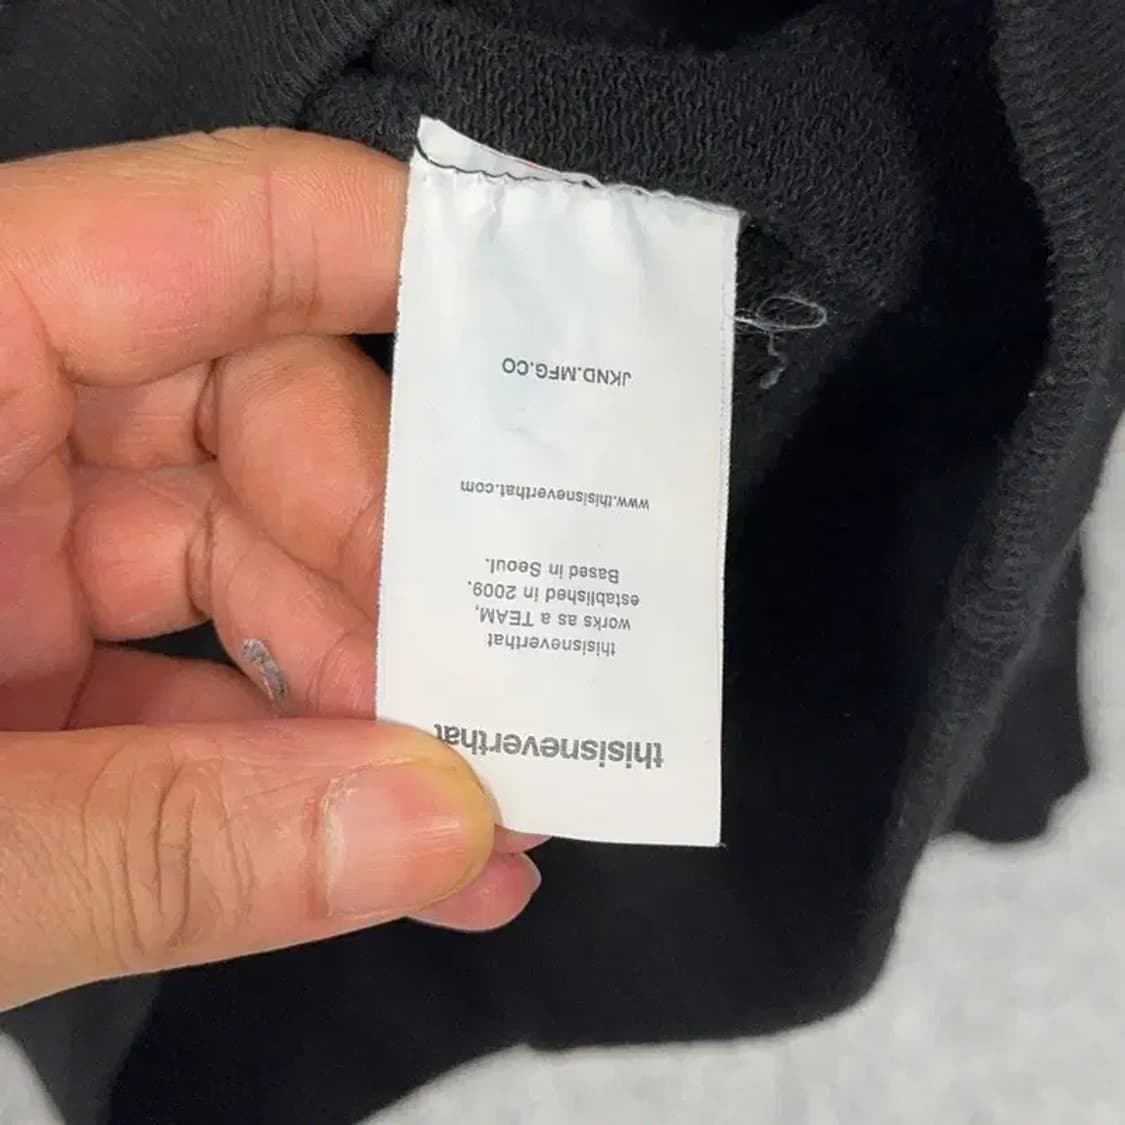 thisisneverthat
thisisneverthat
works as a TEAM,
established in 2009.
Based in Seoul.
www.thisisneverthat.com
JKND.MFG.CO